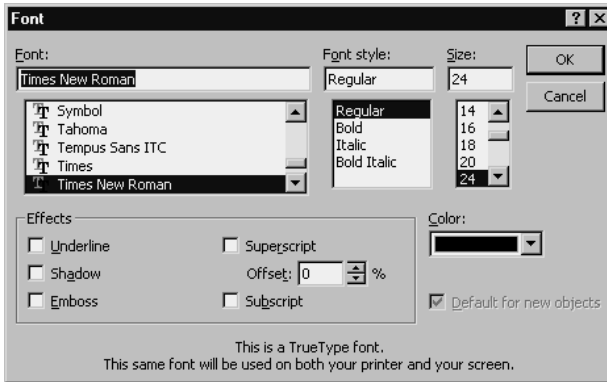 Font
Font: Font style: Size:
Times New Roman Regular 24
OK
Cancel
Symbol
Tahoma
Tempus Sans ITC
Times
Times New Roman
Regular
Bold
Italic
Bold Italic
14
16
18
20
24
Effects
Underline
Shadow
Emboss
Superscript
Offset: 0 %
Subscript
Color:
Default for new objects
This is a TrueType font.
This same font will be used on both your printer and your screen.